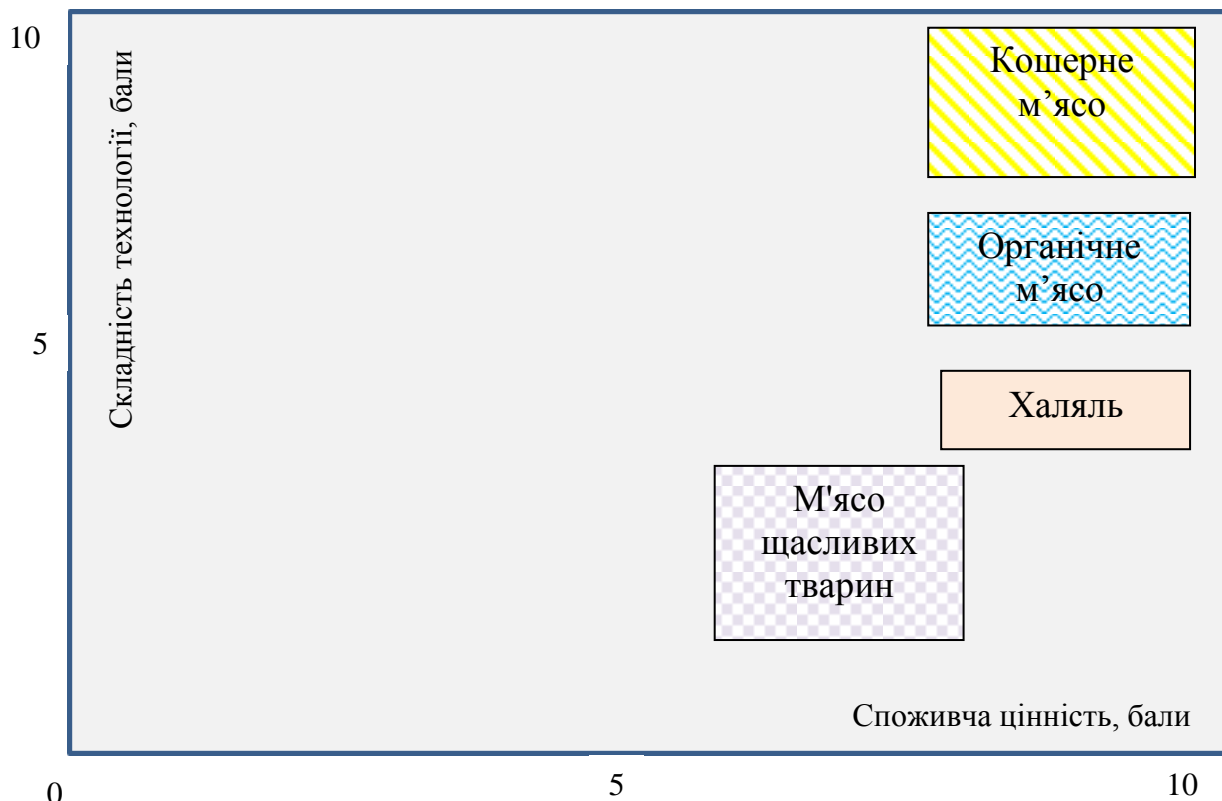 10
Складність технології, бали
Кошерне
м’ясо
Органічне
м’ясо
5
Халяль
М'ясо
щасливих
тварин
Споживча цінність, бали
0
5
10